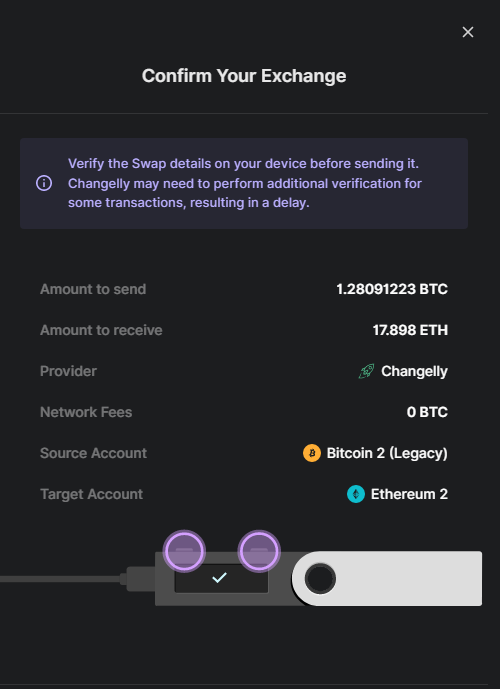 Confirm Your Exchange
Verify the Swap details on your device before sending it.
Changelly may need to perform additional verification for
some transactions, resulting in a delay.
Amount to send 1.28091223 BTC
Amount to receive 17.898 ETH
Provider Changelly
Network Fees 0 BTC
Source Account Bitcoin 2 (Legacy)
Target Account Ethereum 2